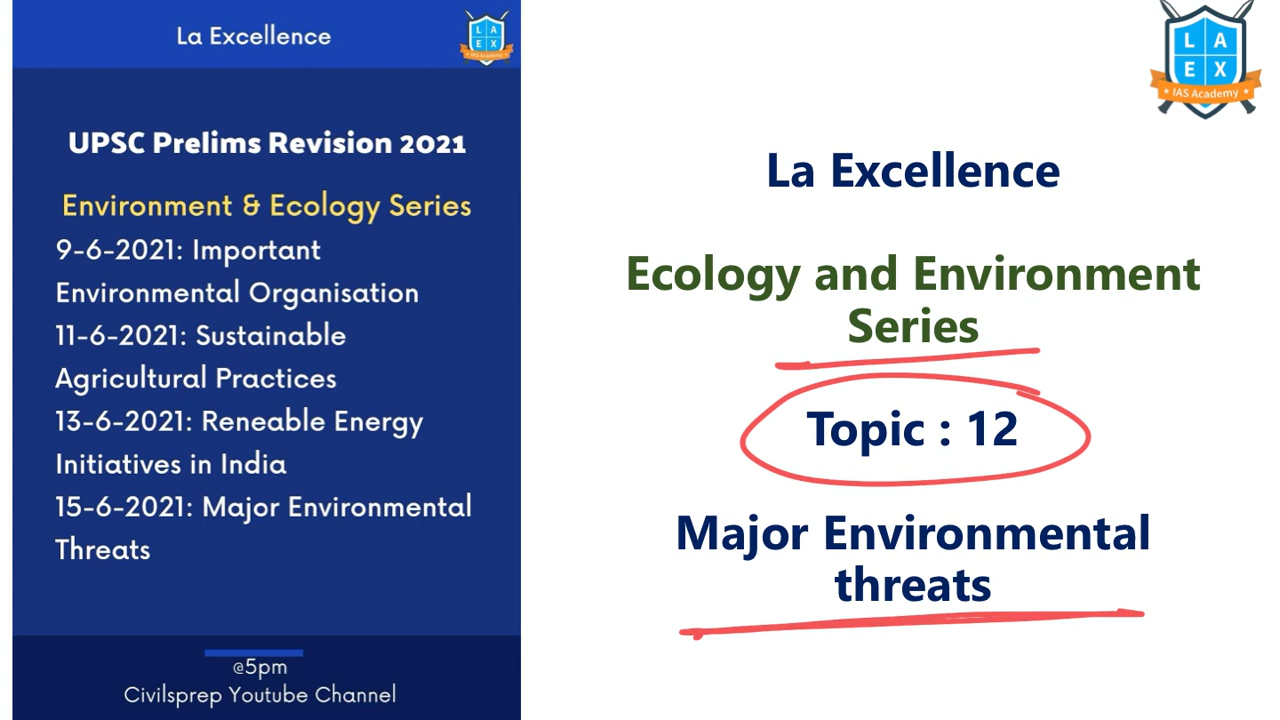 La Excellence
L A
E X
IAS Academy
UPSC Prelims Revision 2021
Environment & Ecology Series
9-6-2021: Important
Environmental Organisation
11-6-2021: Sustainable
Agricultural Practices
13-6-2021: Reneable Energy
Initiatives in India
15-6-2021: Major Environmental
Threats
@5pm
Civilsprep Youtube Channel
L A
E X
IAS Academy
La Excellence
Ecology and Environment
Series
Topic : 12
Major Environmental
threats